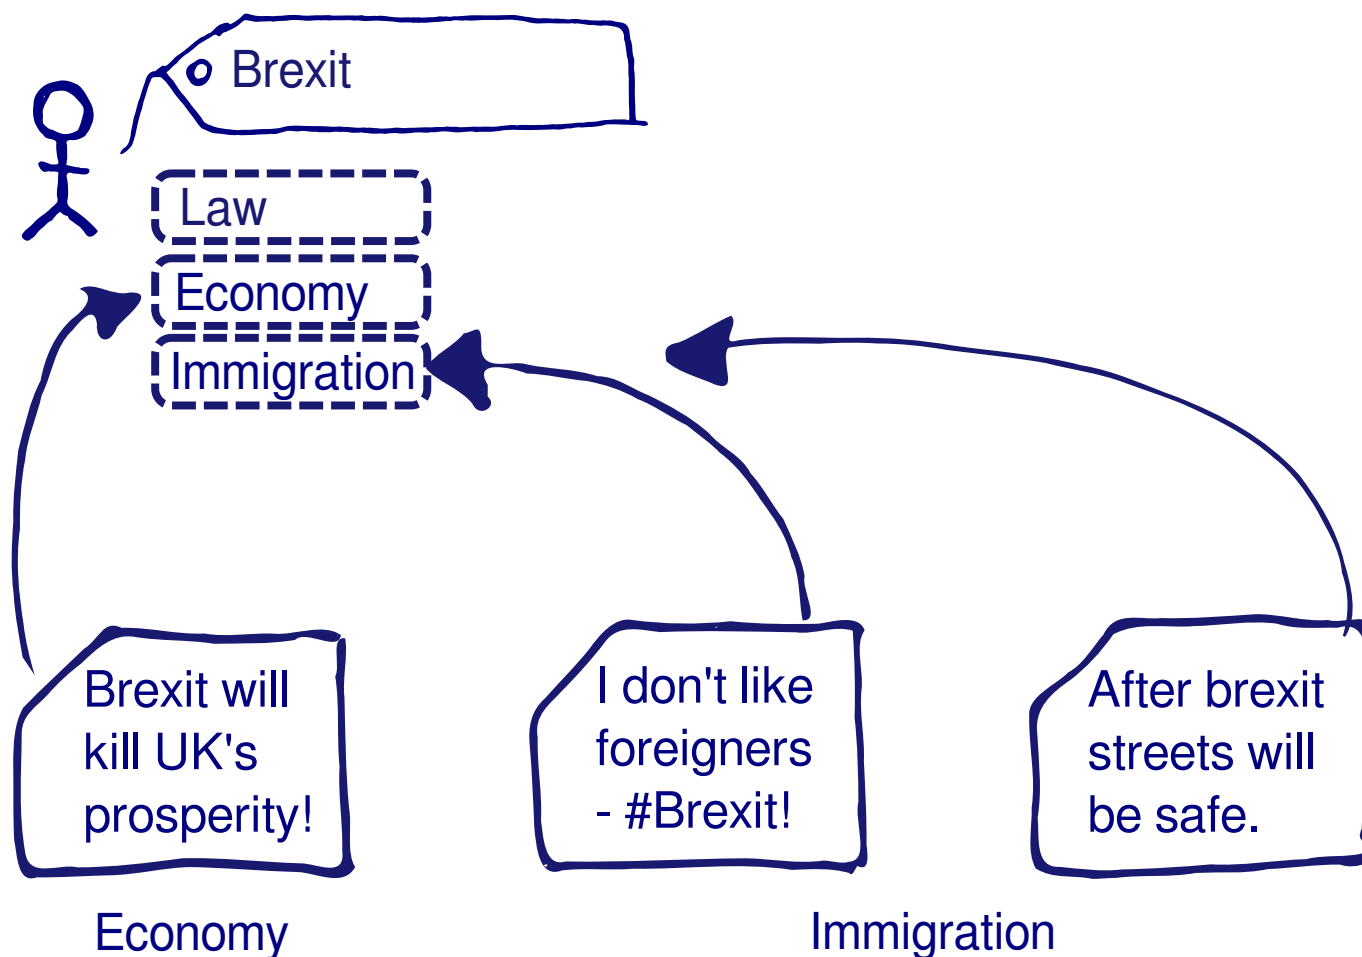 Brexit
Law
Economy
Immigration
Brexit will
kill UK's
prosperity!
I don't like
foreigners
- #Brexit!
After brexit
streets will
be safe.
Economy
Immigration